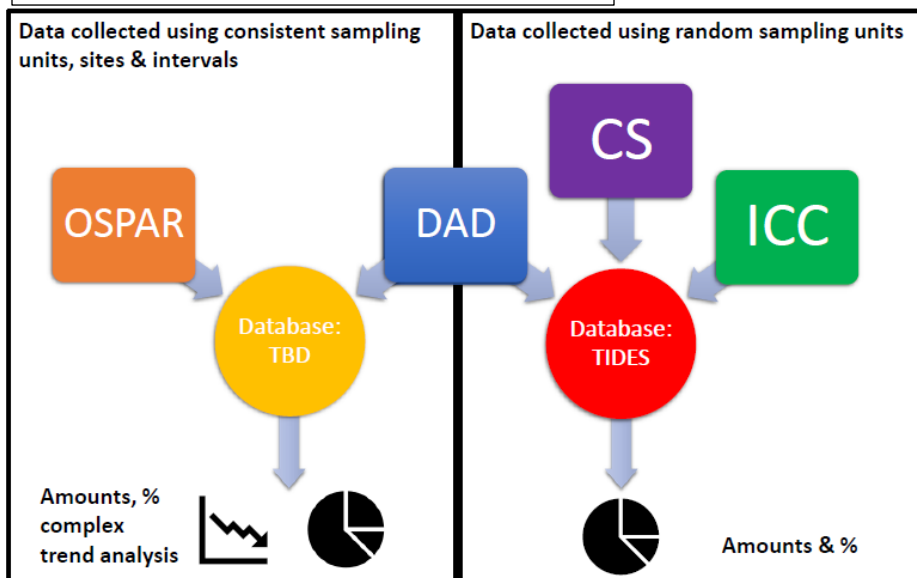 Data collected using consistent sampling
units, sites & intervals
Data collected using random sampling units
OSPAR
DAD
CS
ICC
Database:
TBD
Database:
TIDES
Amounts, %
complex
trend analysis
Amounts & %